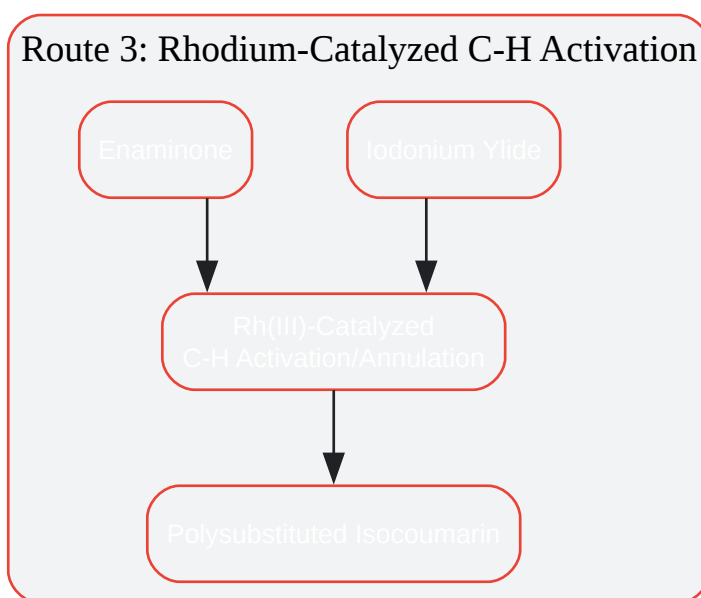 Route 3: Rhodium-Catalyzed C-H Activation
Enaminone
Iodonium Ylide
Rh(III)-Catalyzed
C-H Activation/Annulation
Polysubstituted Isocoumarin